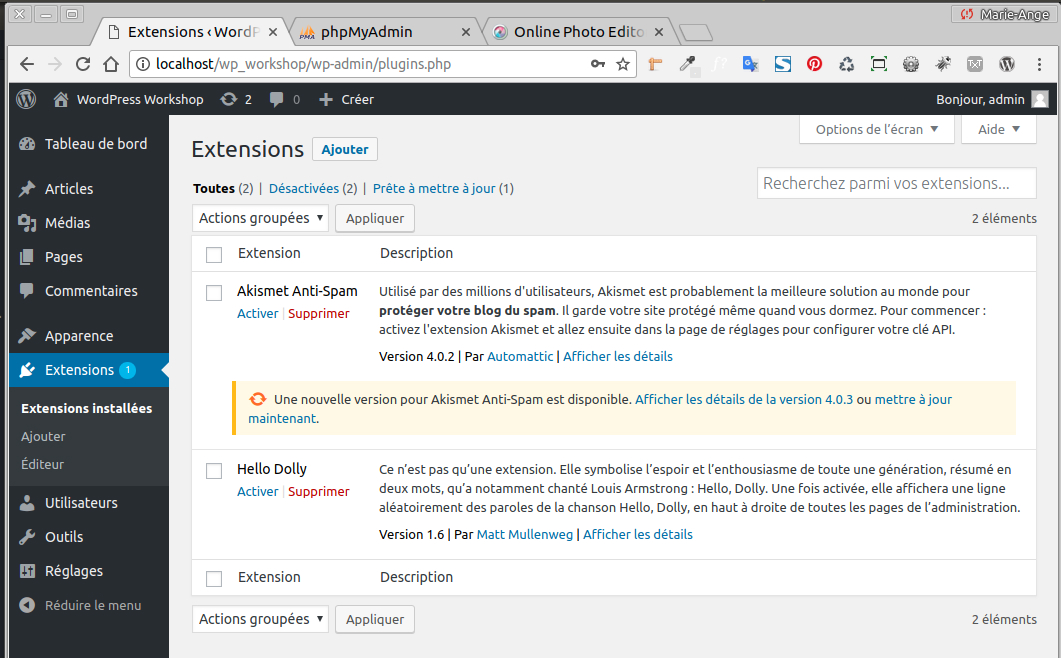 Marie-Ange
Extensions ‹ WordP
phpMyAdmin
Online Photo Edito
localhost/wp_workshop/wp-admin/plugins.php
WordPress Workshop 2 0 Créer
Bonjour, admin
Options de l'écran ▼
Aide ▼
Tableau de bord
Articles
Médias
Pages
Commentaires
Apparence
Extensions 1
Extensions installées
Ajouter
Éditeur
Utilisateurs
Outils
Réglages
Réduire le menu
Extensions Ajouter
Toutes (2) | Désactivées (2) | Prête à mettre à jour (1)
Recherchez parmi vos extensions...
Actions groupées ▼ Appliquer
2 éléments
Extension Description
Akismet Anti-Spam
Activer | Supprimer
Utilisé par des millions d'utilisateurs, Akismet est probablement la meilleure solution au monde pour
protéger votre blog du spam. Il garde votre site protégé même quand vous dormez. Pour commencer :
activez l'extension Akismet et allez ensuite dans la page de réglages pour configurer votre clé API.
Version 4.0.2 | Par Automattic | Afficher les détails
Une nouvelle version pour Akismet Anti-Spam est disponible. Afficher les détails de la version 4.0.3 ou mettre à jour
maintenant.
Hello Dolly
Activer | Supprimer
Ce n'est pas qu'une extension. Elle symbolise l'espoir et l'enthousiasme de toute une génération, résumé en
deux mots, qu'a notamment chanté Louis Armstrong : Hello, Dolly. Une fois activée, elle affichera une ligne
aléatoirement des paroles de la chanson Hello, Dolly, en haut à droite de toutes les pages de l'administration.
Version 1.6 | Par Matt Mullenweg | Afficher les détails
Extension Description
Actions groupées ▼ Appliquer
2 éléments